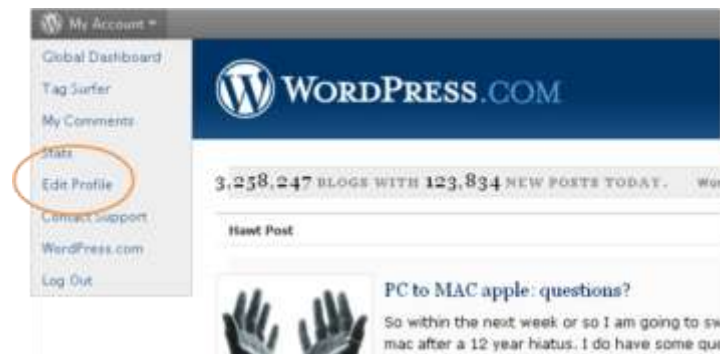 My Account
Global Dashboard
Tag Surfer
My Comments
Stats
Edit Profile
Contact Support
WordPress.com
Log Out
WORDPRESS.COM
3,258,247 BLOGS WITH 123,834 NEW POSTS TODAY.
Hawt Post
PC to MAC apple: questions?
So within the next week or so I am going to sw
mac after a 12 year hiatus. I do have some que